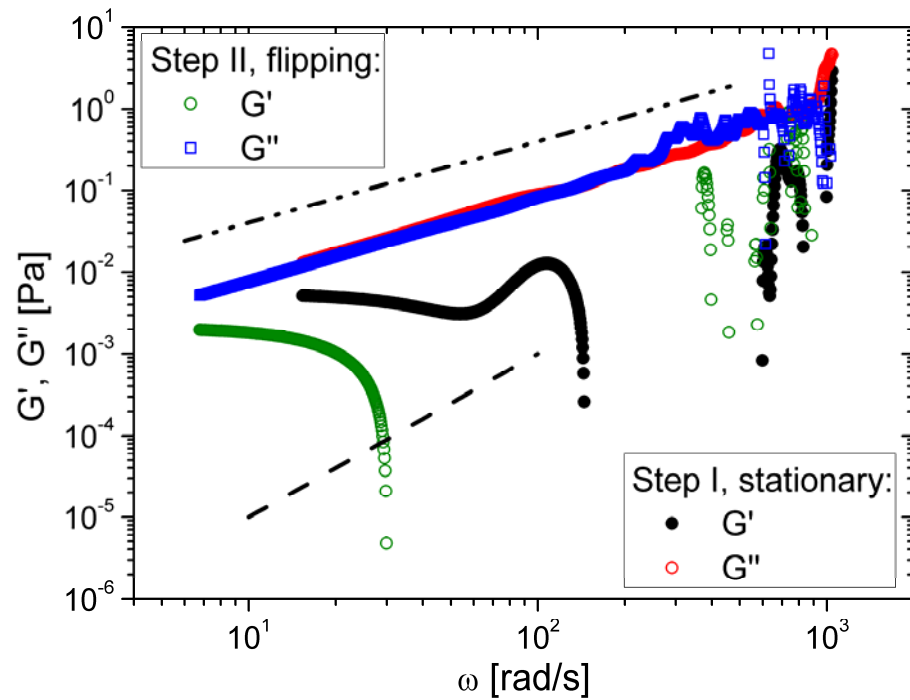 10^1
10^0
10^-1
10^-2
10^-3
10^-4
10^-5
10^-6
G', G'' [Pa]
Step II, flipping:
G'
G''
Step I, stationary:
G'
G''
10^1
10^2
10^3
ω [rad/s]